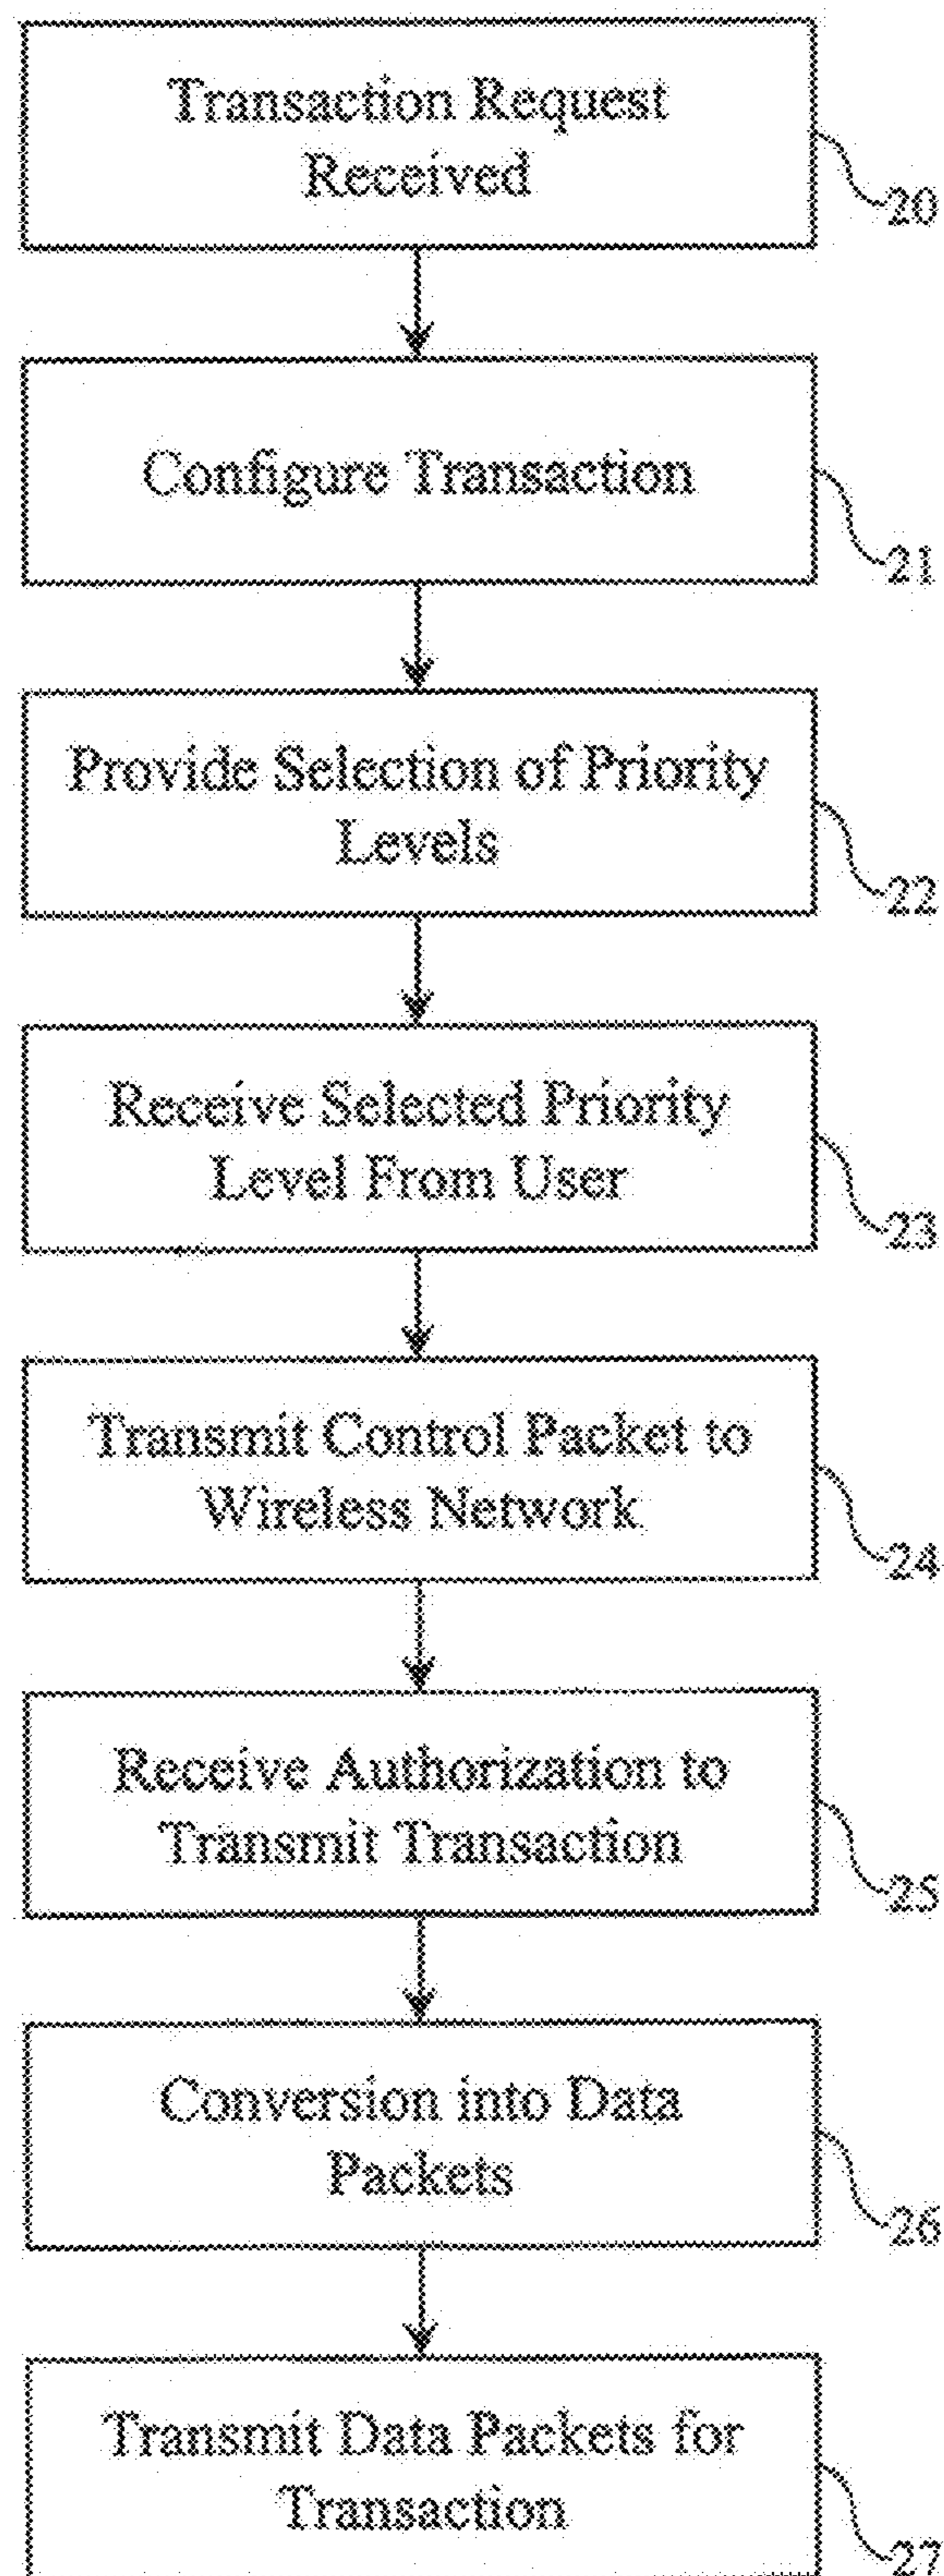 Transaction Request
Received
20
Configure Transaction
21
Provide Selection of Priority
Levels
22
Receive Selected Priority
Level From User
23
Transmit Control Packet to
Wireless Network
24
Receive Authorization to
Transmit Transaction
25
Conversion into Data
Packets
26
Transmit Data Packets for
Transaction
27